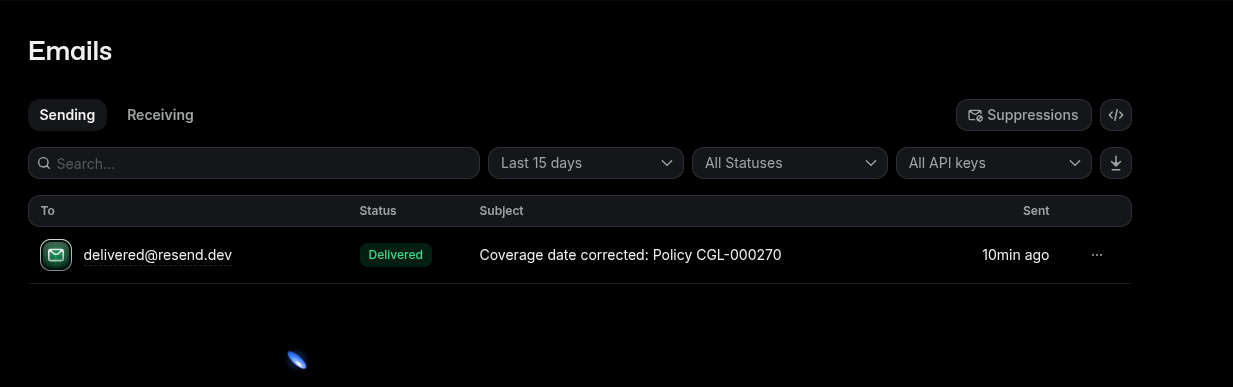 Emails
Sending Receiving Suppressions
Search... Last 15 days All Statuses All API keys
To Status Subject Sent
delivered@resend.dev Delivered Coverage date corrected: Policy CGL-000270 10min ago ...